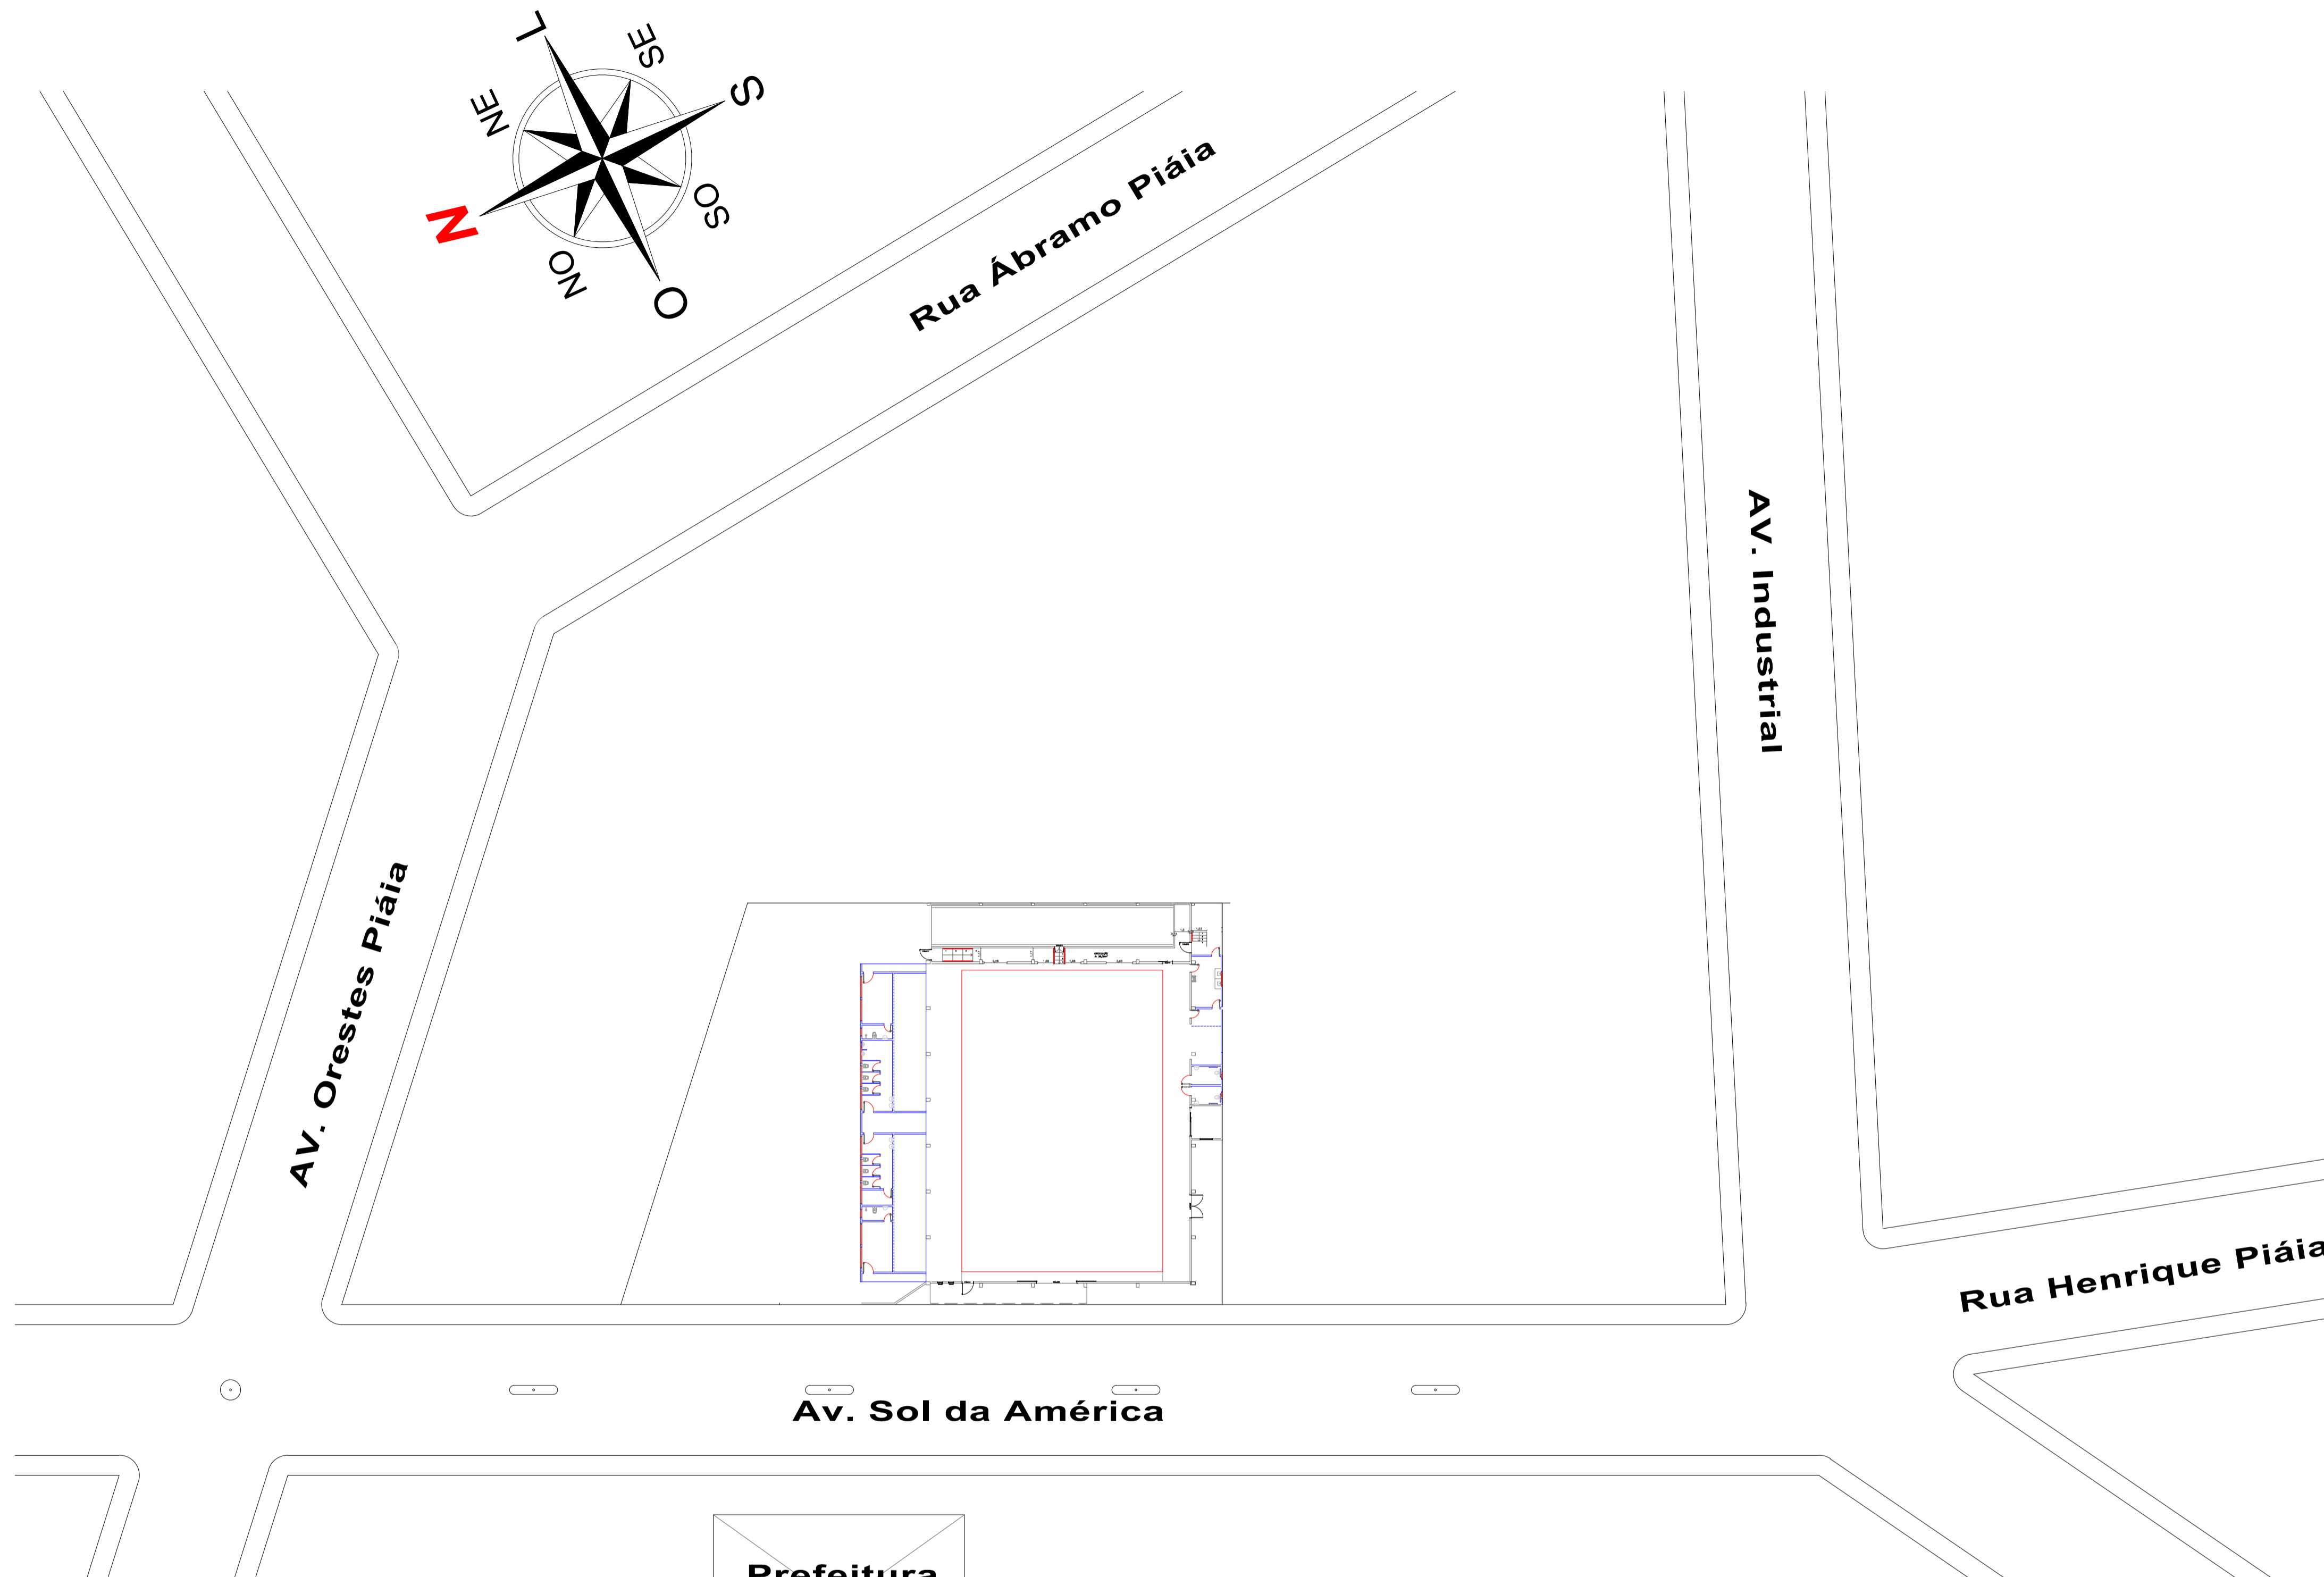 L
SE
S
NE
SO
N
NO
O
Rua Ábramo Piáia
AV. Industrial
AV. Orestes Piáia
Rua Henrique Piáia
Av. Sol da América
Prefeitura